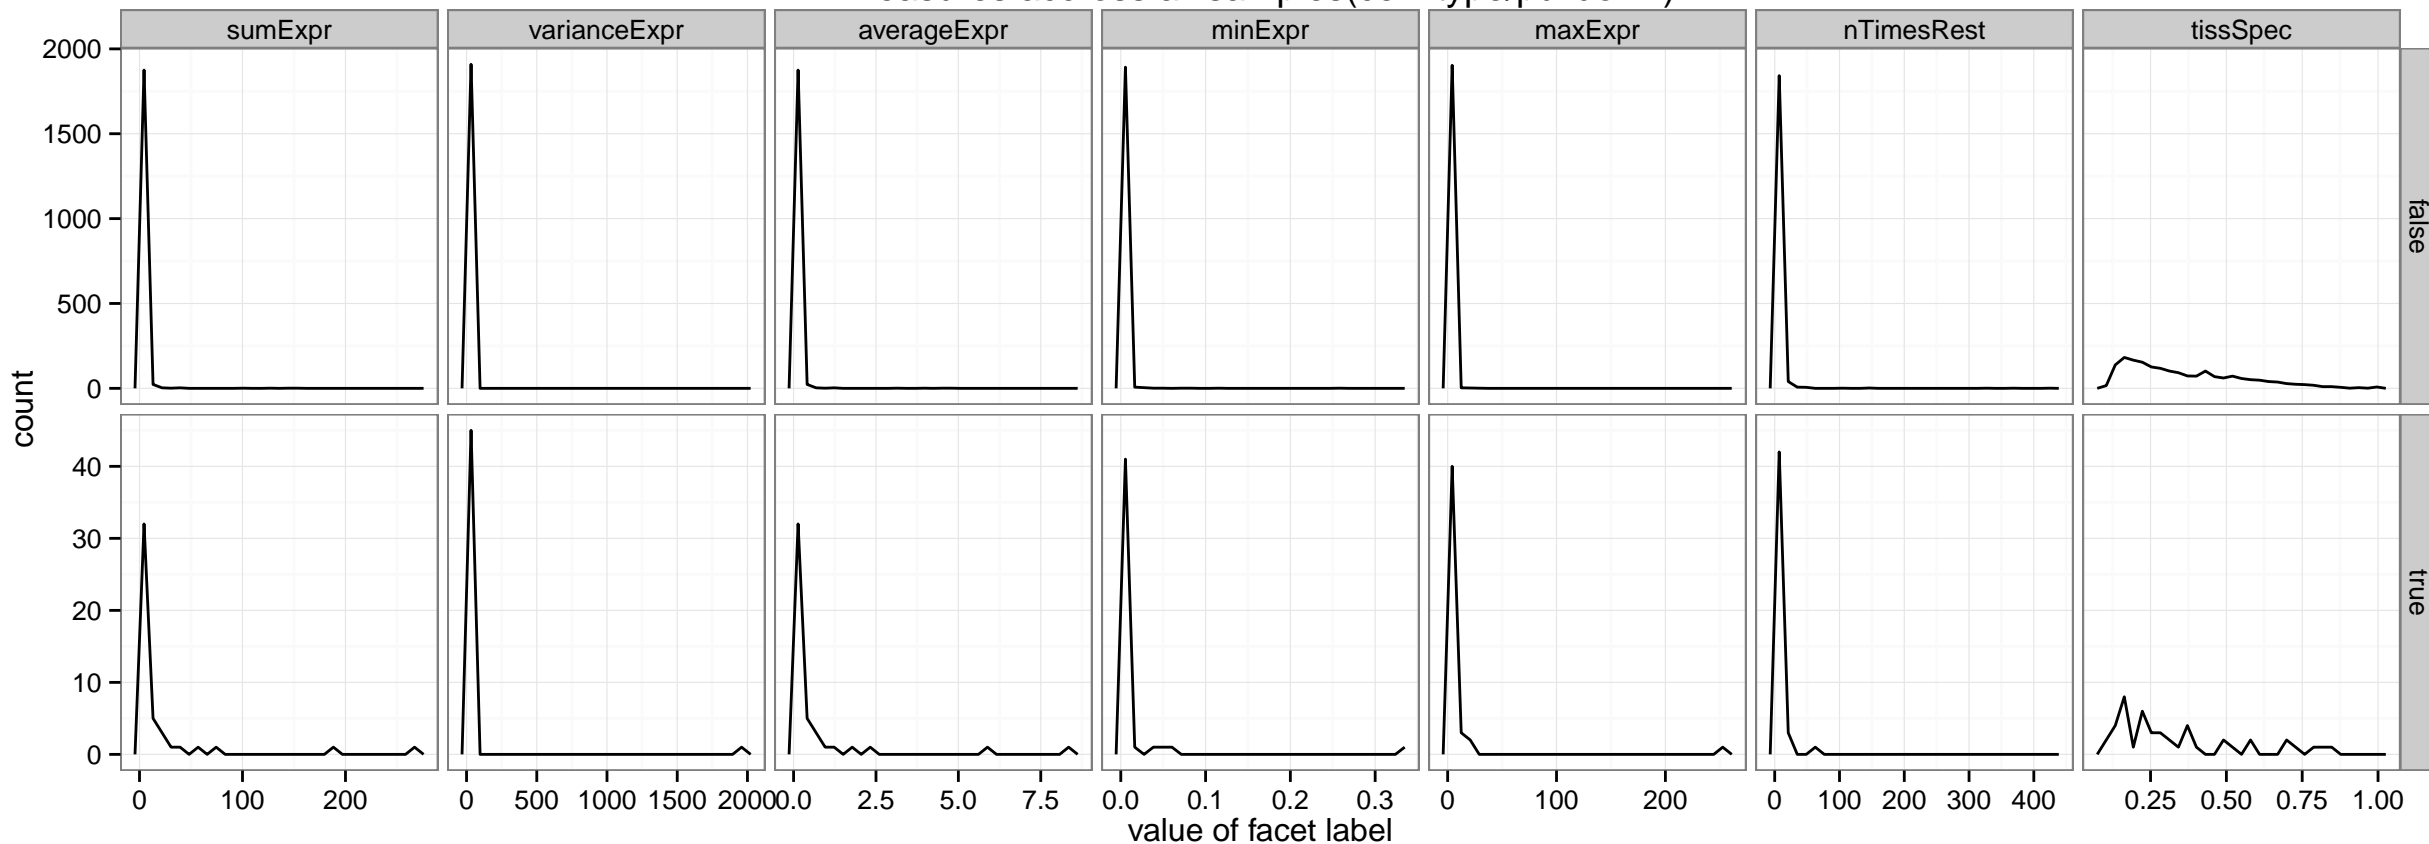 sumExpr varianceExpr averageExpr minExpr maxExpr nTimesRest tissSpec
2000
1500
1000
500
0
false
count
40
30
20
10
0
true
0 100 200 0 500 1000 1500 2000 0.0 2.5 5.0 7.5 0.0 0.1 0.2 0.3 0 100 200 0 100 200 300 400 0.25 0.50 0.75 1.00
value of facet label